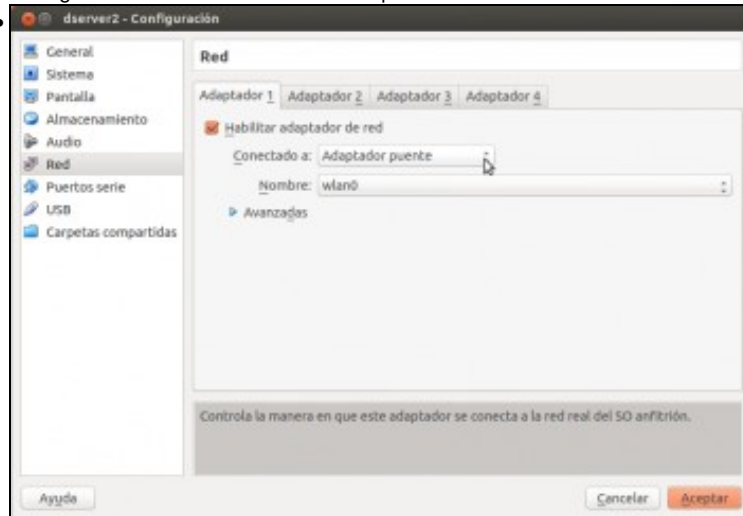 dserver2 - Configuración
General
Sistema
Pantalla
Almacenamiento
Audio
Red
Puertos serie
USB
Carpetas compartidas
Red
Adaptador 1 Adaptador 2 Adaptador 3 Adaptador 4
Habilitar adaptador de red
Conectado a: Adaptador puente
Nombre: wlan0
Avanzadas
Controla la manera en que este adaptador se conecta a la red real del SO anfitrión.
Ayuda Cancelar Aceptar